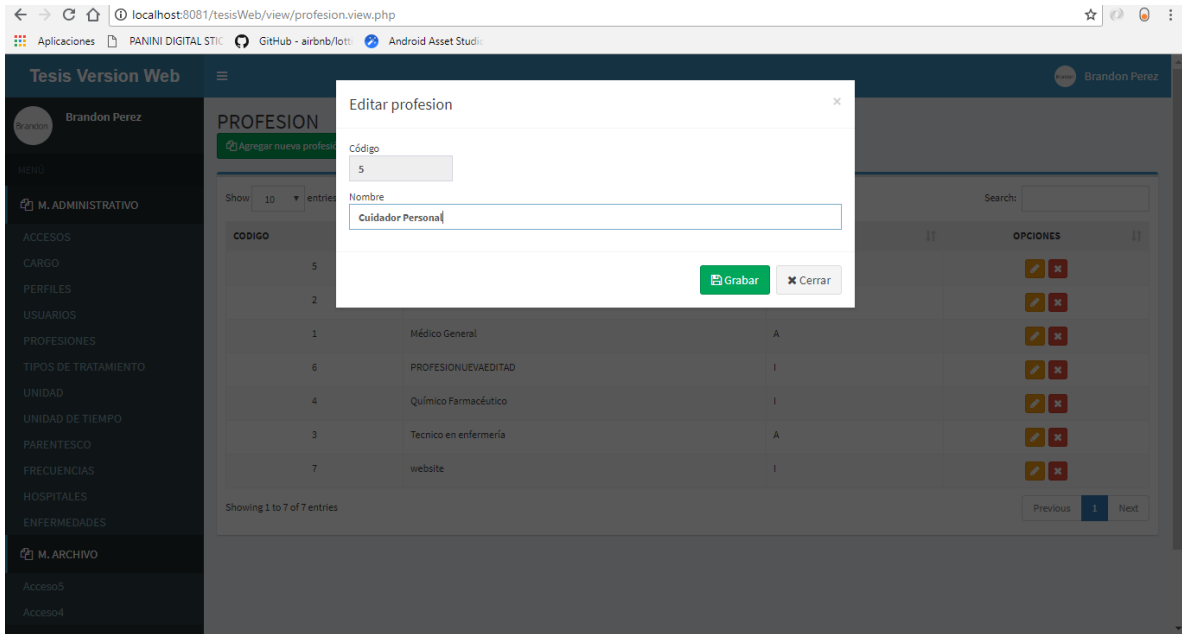 localhost:8081/tesisWeb/view/profesion.view.php
Aplicaciones PANINI DIGITAL STIC GitHub - airbnb/lott Android Asset Studi
Tesis Version Web
Brandon Perez
Brandon
Brandon Perez
MENÚ
M. ADMINISTRATIVO
ACCESOS
CARGO
PERFILES
USUARIOS
PROFESIONES
TIPOS DE TRATAMIENTO
UNIDAD
UNIDAD DE TIEMPO
PARENTESCO
FRECUENCIAS
HOSPITALES
ENFERMEDADES
M. ARCHIVO
Acceso5
Acceso4
PROFESION
Agregar nueva profesió
Show 10 entries
Search:
CODIGO OPCIONES
5
2
1 Médico General A
6 PROFESIONUEVAEDITAD I
4 Químico Farmacéutico I
3 Tecnico en enfermería A
7 website I
Showing 1 to 7 of 7 entries
Previous 1 Next
Editar profesion ×
Código
5
Nombre
Cuidador Personal
Grabar Cerrar